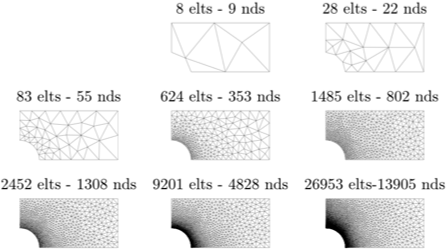 8 elts - 9 nds
28 elts - 22 nds
83 elts - 55 nds
624 elts - 353 nds
1485 elts - 802 nds
2452 elts - 1308 nds
9201 elts - 4828 nds
26953 elts-13905 nds